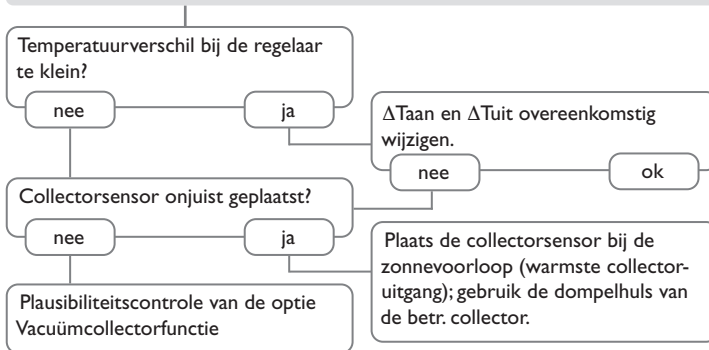 Temperatuurverschil bij de regelaar
te klein?
nee
ja
ΔTaan en ΔTuit overeenkomstig
wijzigen.
nee
ok
Collectorsensor onjuist geplaatst?
nee
ja
Plaats de collectorsensor bij de
zonnevoorloop (warmste collector-
uitgang); gebruik de dompelhuls van
de betr. collector.
Plausibiliteitscontrole van de optie
Vacuümcollectorfunctie